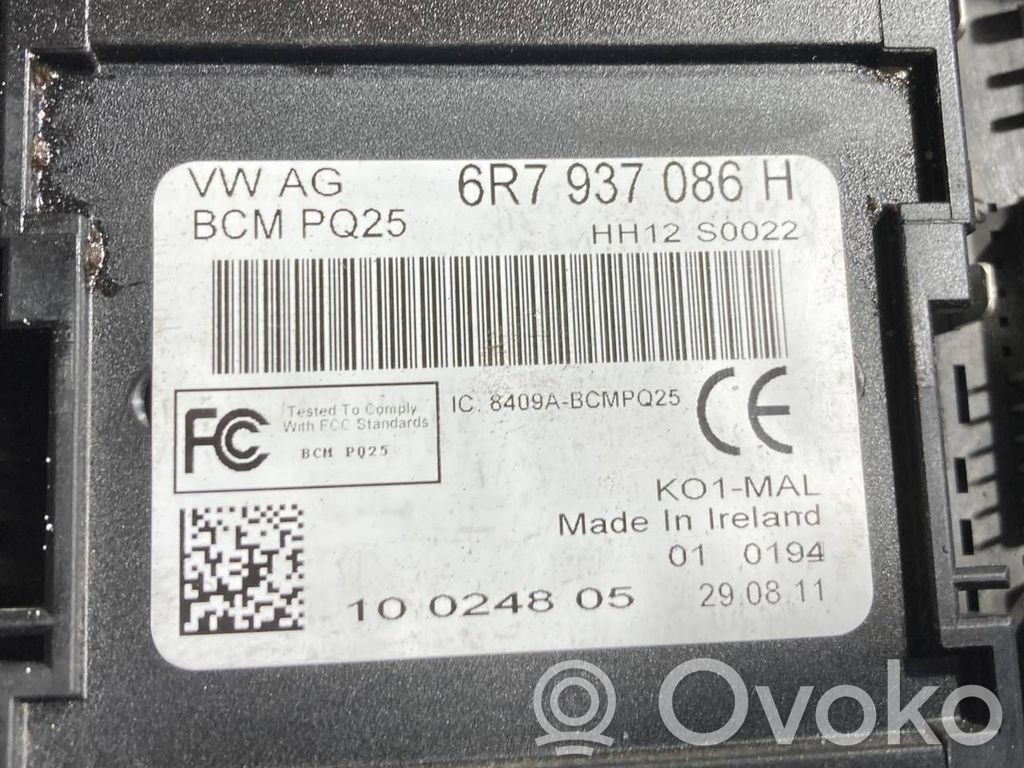 VW AG 6R7 937 086 H
BCM PQ25 HH12 S0022
FC Tested To Comply
With FCC Standards
BCM PQ25
IC: 8409A-BCMPQ25 CE
KO1-MAL
Made In Ireland
01 0194
10 0248 05 29.08.11
Ovoko